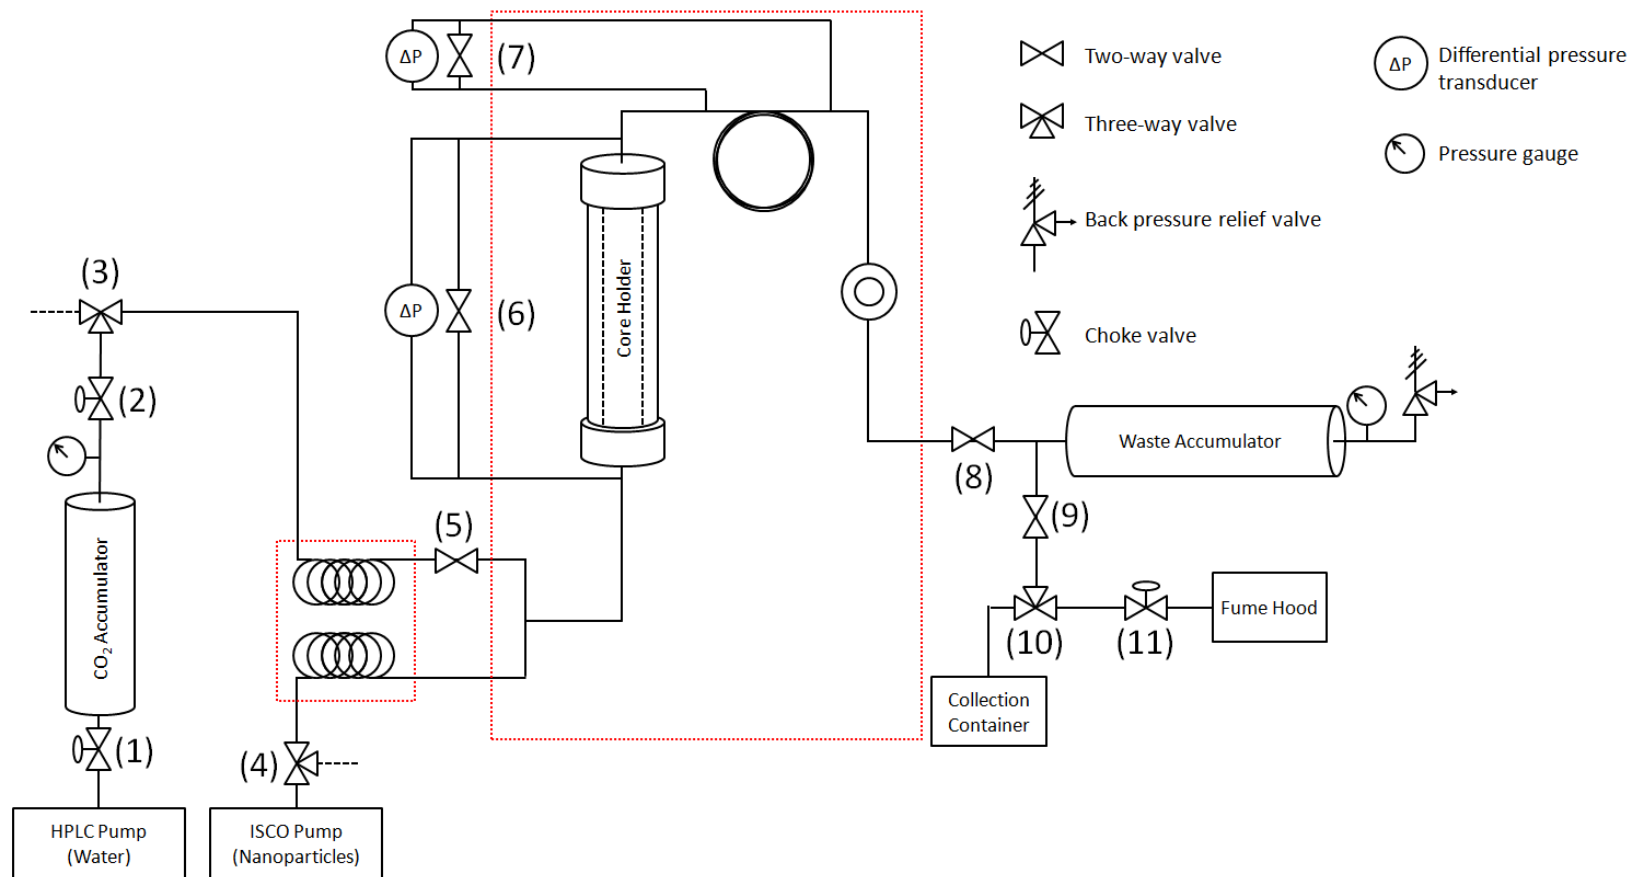 ΔP
(7)
Two-way valve
ΔP
Differential pressure
transducer
Three-way valve
Pressure gauge
Back pressure relief valve
(3)
ΔP
(6)
Core Holder
Choke valve
(2)
Waste Accumulator
(8)
(9)
(5)
CO₂ Accumulator
Fume Hood
(10)
(11)
Collection
Container
(1)
(4)
HPLC Pump
(Water)
ISCO Pump
(Nanoparticles)